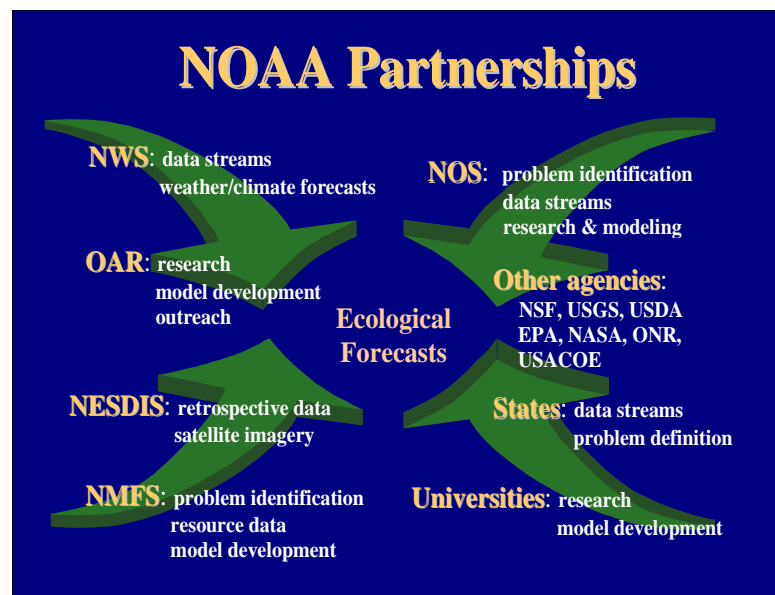 NOAA Partnerships
NWS: data streams
weather/climate forecasts
OAR: research
model development
outreach
NESDIS: retrospective data
satellite imagery
NMFS: problem identification
resource data
model development
Ecological
Forecasts
NOS: problem identification
data streams
research & modeling
Other agencies:
NSF, USGS, USDA
EPA, NASA, ONR,
USACOE
States: data streams
problem definition
Universities: research
model development